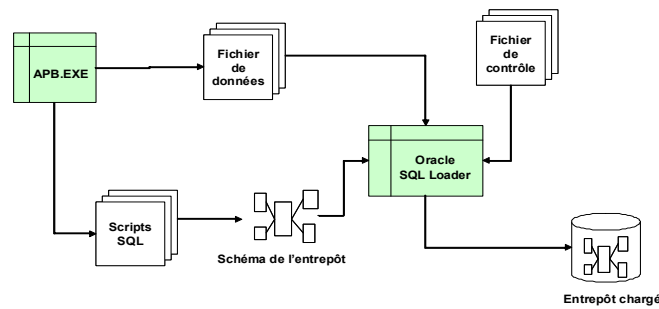 APB.EXE
Fichier
de
données
Fichier
de
contrôle
Oracle
SQL Loader
Scripts
SQL
Schéma de l'entrepôt
Entrepôt chargé